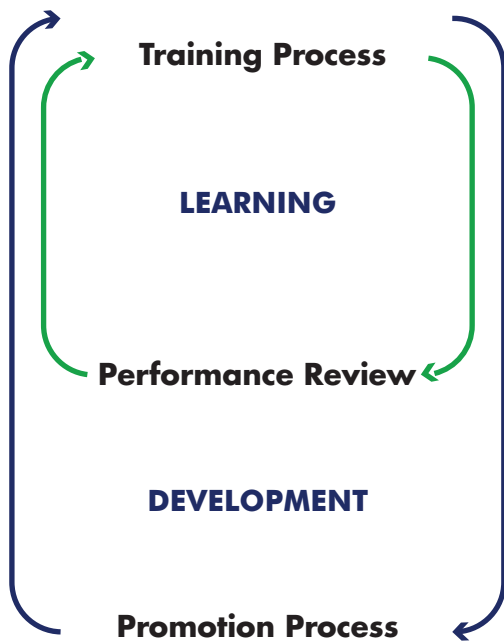 Training Process
LEARNING
Performance Review
DEVELOPMENT
Promotion Process